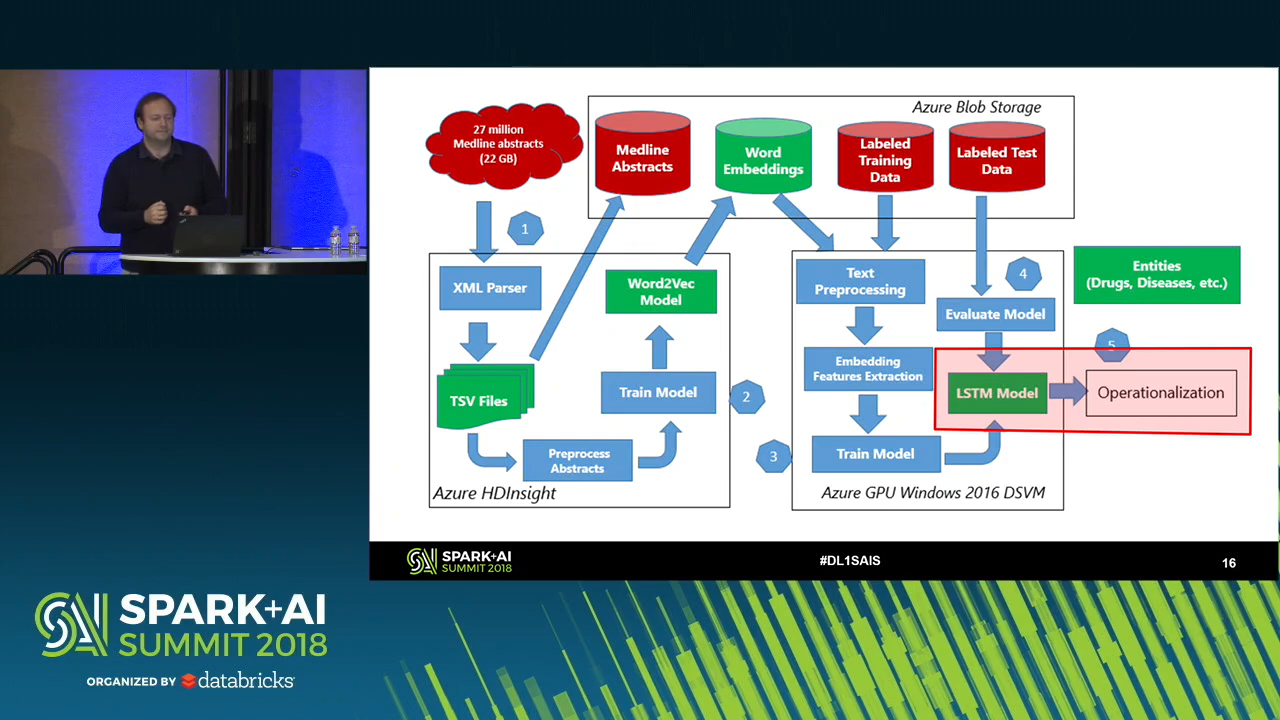 Azure Blob Storage
27 million
Medline abstracts
(22 GB)
Medline
Abstracts
Word
Embeddings
Labeled
Training
Data
Labeled Test
Data
1
XML Parser
Word2Vec
Model
Text
Preprocessing
4
Entities
(Drugs, Diseases, etc.)
Evaluate Model
5
Embedding
Features Extraction
TSV Files
Train Model
2
LSTM Model
Operationalization
3
Train Model
Preprocess
Abstracts
Azure HDInsight
Azure GPU Windows 2016 DSVM
SPARK+AI
SUMMIT 2018
#DL1SAIS
16
SPARK+AI
SUMMIT 2018
ORGANIZED BY databricks